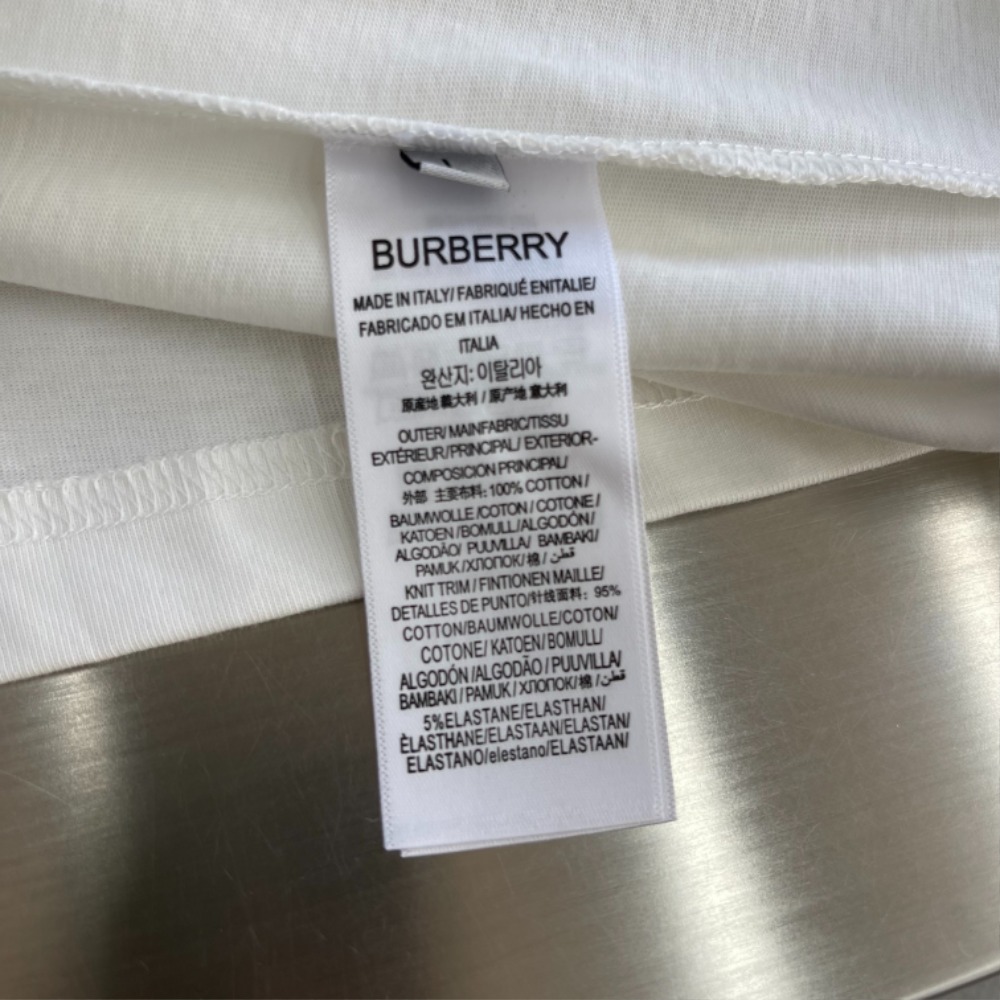 BURBERRY
MADE IN ITALY/ FABRIQUÉ ENITALIE/
FABRICADO EM ITALIA/ HECHO EN
ITALIA
완산지: 이탈리아
原産地 義大利 / 原产地 意大利
OUTER/ MAINFABRIC/TISSU
EXTÉRIEUR/PRINCIPAL/ EXTERIOR-
COMPOSICION PRINCIPAL/
外部 主要布料: 100% COTTON /
BAUMWOLLE /COTON / COTONE /
KATOEN /BOMULL/ALGODÓN/
ALGODÃO/ PUUVILLA/ BAMBAKI/
PAMUK /ХЛОПОК/ 棉 / قطن
KNIT TRIM / FINTIONEN MAILLE/
DETALLES DE PUNTO/针线面料: 95%
COTTON/BAUMWOLLE/COTON/
COTONE/ KATOEN/ BOMULL/
ALGODÓN /ALGODÃO / PUUVILLA/
BAMBAKI / PAMUK / ХЛОПОК/ 棉 / قطن
5%ELASTANE/ELASTHAN/
ÈLASTHANE/ELASTAAN/ELASTAN/
ELASTANO/elestano/ELASTAAN/